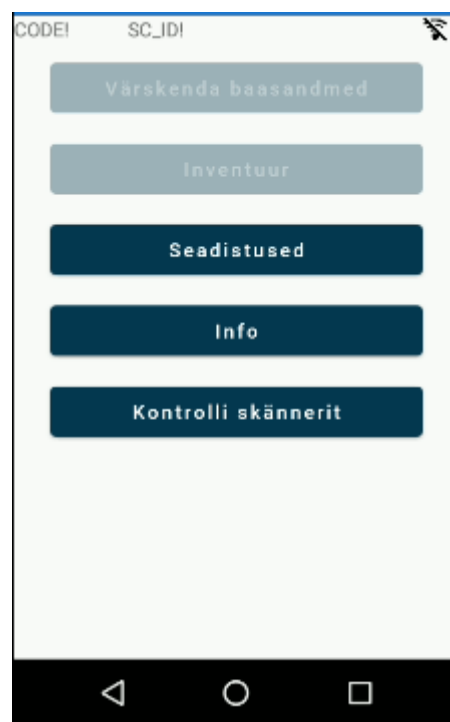 CODE! SC_ID!
Värskenda baasandmed
Inventuur
Seadistused
Info
Kontrolli skännerit